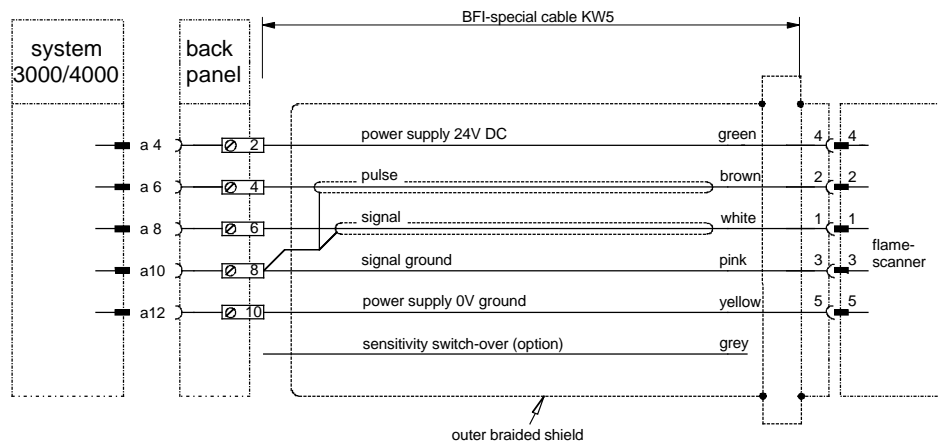 BFI-special cable KW5
system
3000/4000
back
panel
a 4 2 power supply 24V DC green 4 4
a 6 4 pulse brown 2 2
a 8 6 signal white 1 1
flame-
scanner
a10 8 signal ground pink 3 3
a12 10 power supply 0V ground yellow 5 5
sensitivity switch-over (option) grey
outer braided shield